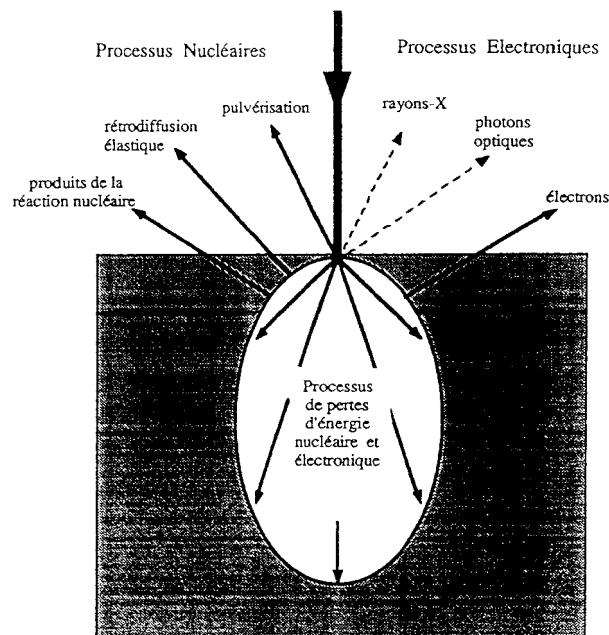 Processus Nucléaires
Processus Electroniques
pulvérisation
rayons-X
rétrodiffusion
élastique
photons
optiques
produits de la
réaction nucléaire
électrons
Processus
de pertes
d'énergie
nucléaire et
électronique